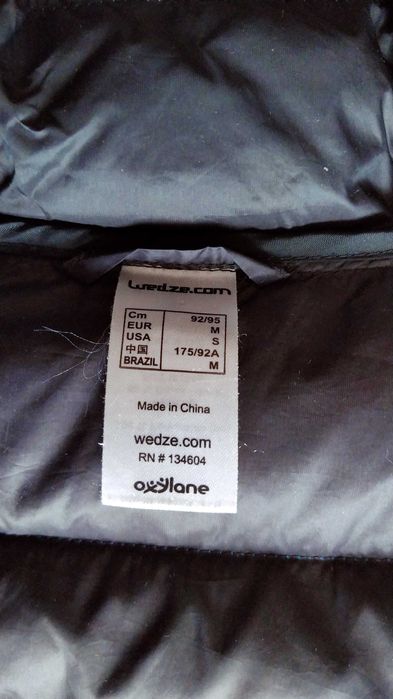 wedze.com
Cm 92/95
EUR M
USA S
中国 175/92A
BRAZIL M
Made in China
wedze.com
RN # 134604
oxylane